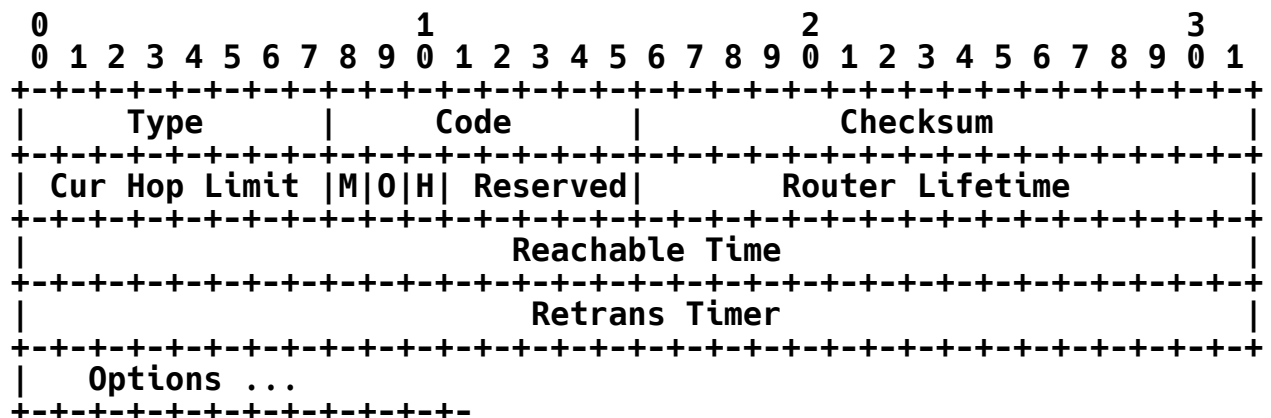 0                   1                   2                   3
 0 1 2 3 4 5 6 7 8 9 0 1 2 3 4 5 6 7 8 9 0 1 2 3 4 5 6 7 8 9 0 1
+-+-+-+-+-+-+-+-+-+-+-+-+-+-+-+-+-+-+-+-+-+-+-+-+-+-+-+-+-+-+-+-+
|     Type      |     Code      |          Checksum             |
+-+-+-+-+-+-+-+-+-+-+-+-+-+-+-+-+-+-+-+-+-+-+-+-+-+-+-+-+-+-+-+-+
| Cur Hop Limit |M|O|H| Reserved|       Router Lifetime         |
+-+-+-+-+-+-+-+-+-+-+-+-+-+-+-+-+-+-+-+-+-+-+-+-+-+-+-+-+-+-+-+-+
|                         Reachable Time                        |
+-+-+-+-+-+-+-+-+-+-+-+-+-+-+-+-+-+-+-+-+-+-+-+-+-+-+-+-+-+-+-+-+
|                          Retrans Timer                        |
+-+-+-+-+-+-+-+-+-+-+-+-+-+-+-+-+-+-+-+-+-+-+-+-+-+-+-+-+-+-+-+-+
|   Options ...
+-+-+-+-+-+-+-+-+-+-+-+-